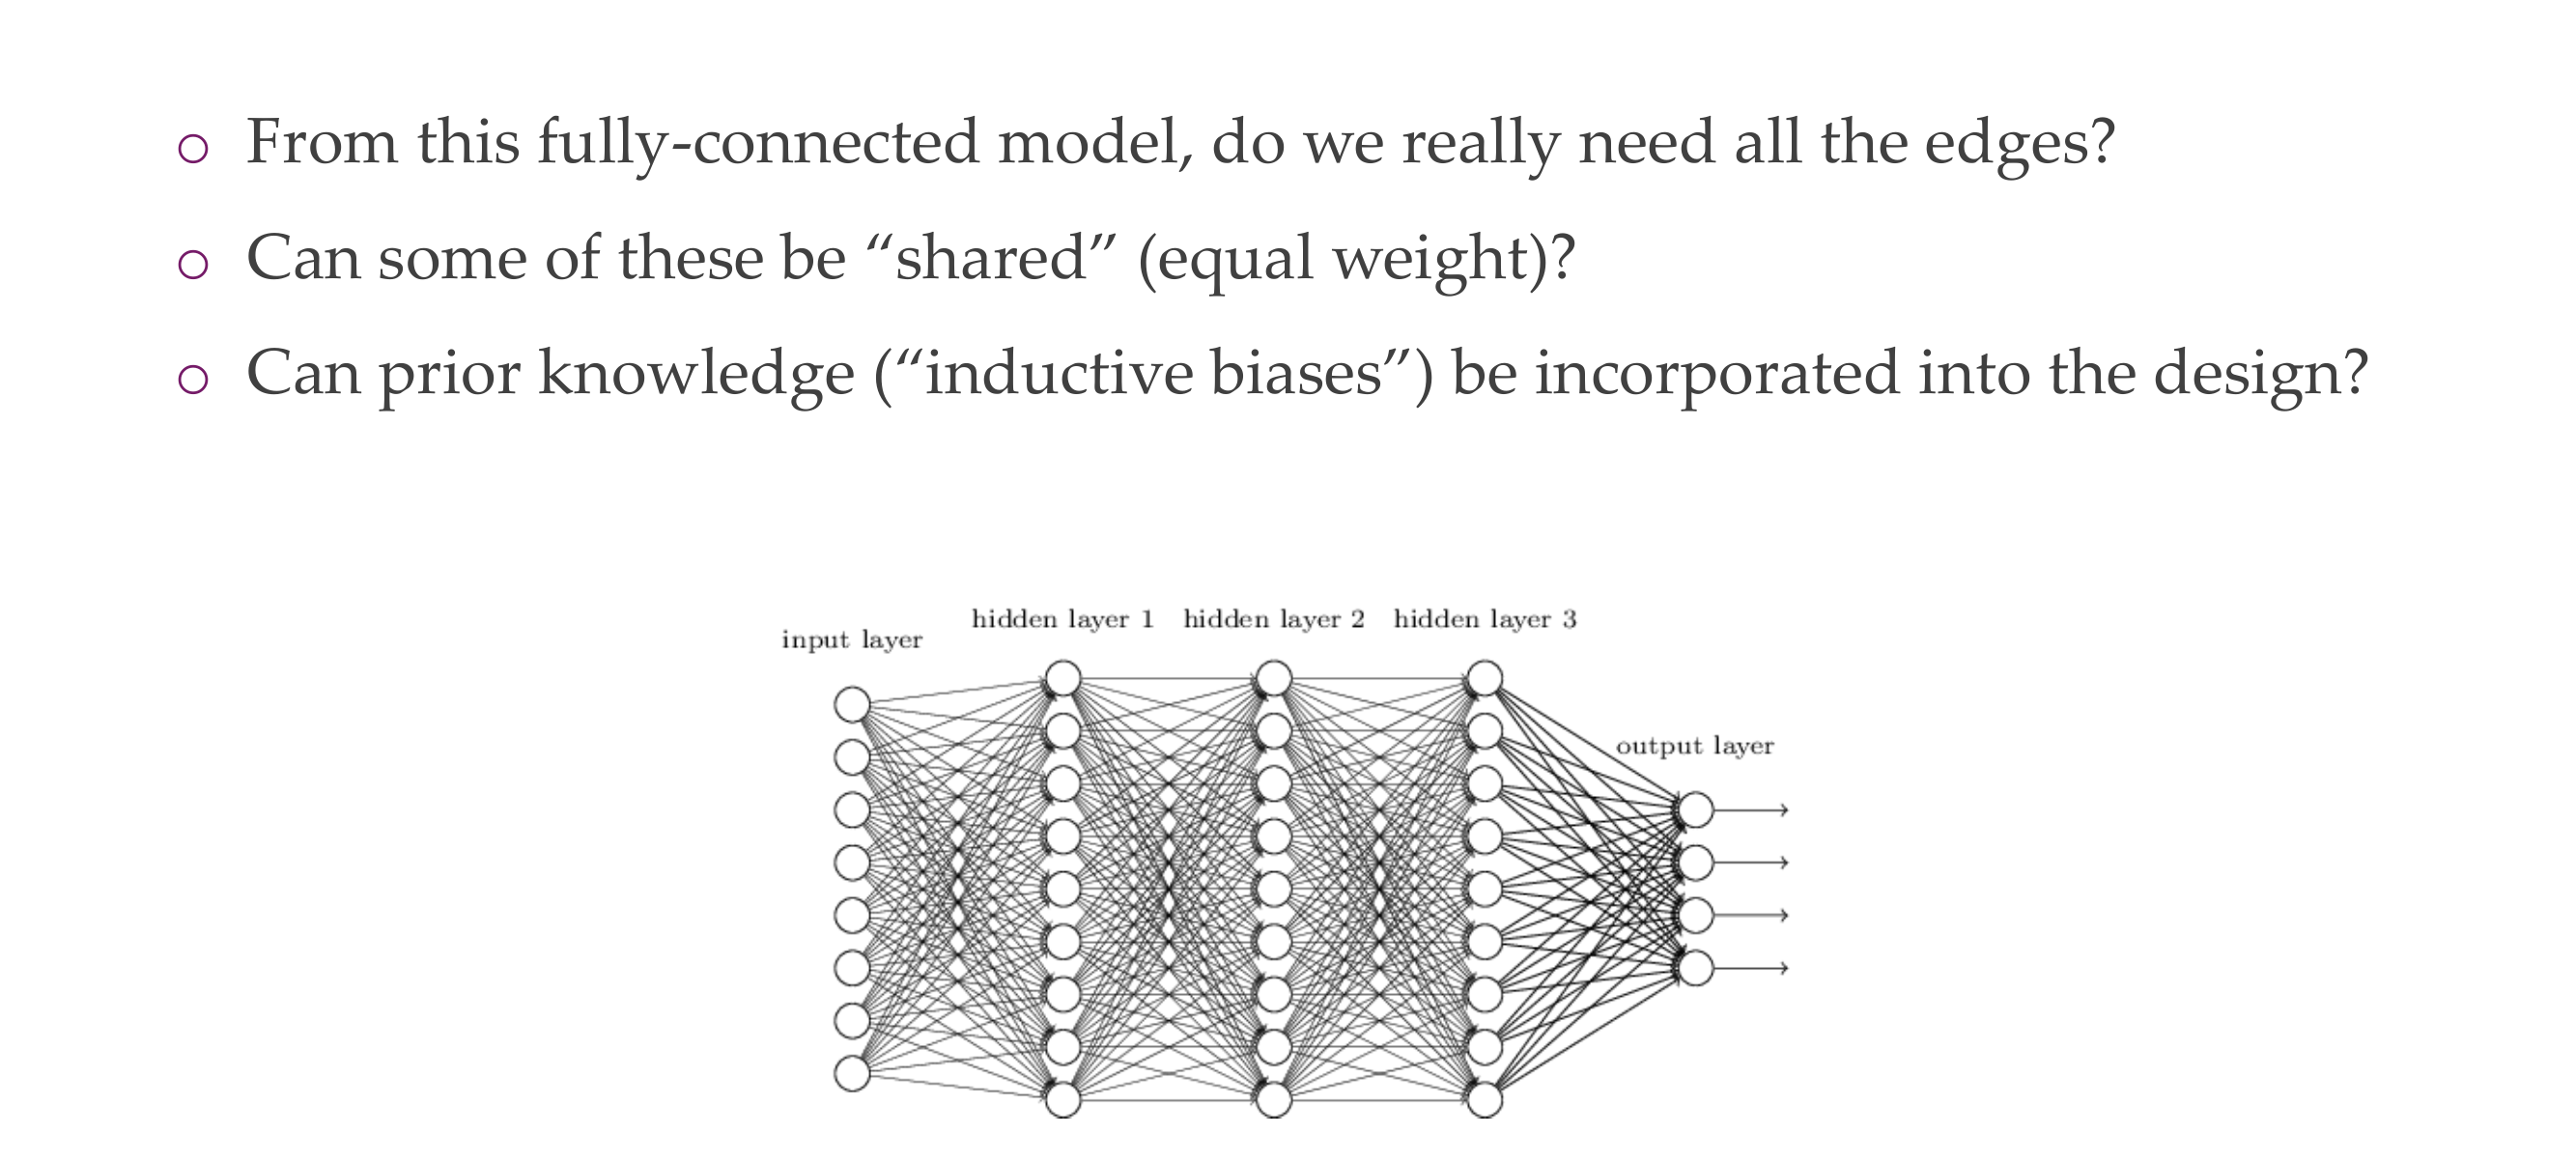 From this fully-connected model, do we really need all the edges?
Can some of these be “shared” (equal weight)?
Can prior knowledge (“inductive biases”) be incorporated into the design?
hidden layer 1 hidden layer 2 hidden layer 3
input layer
output layer